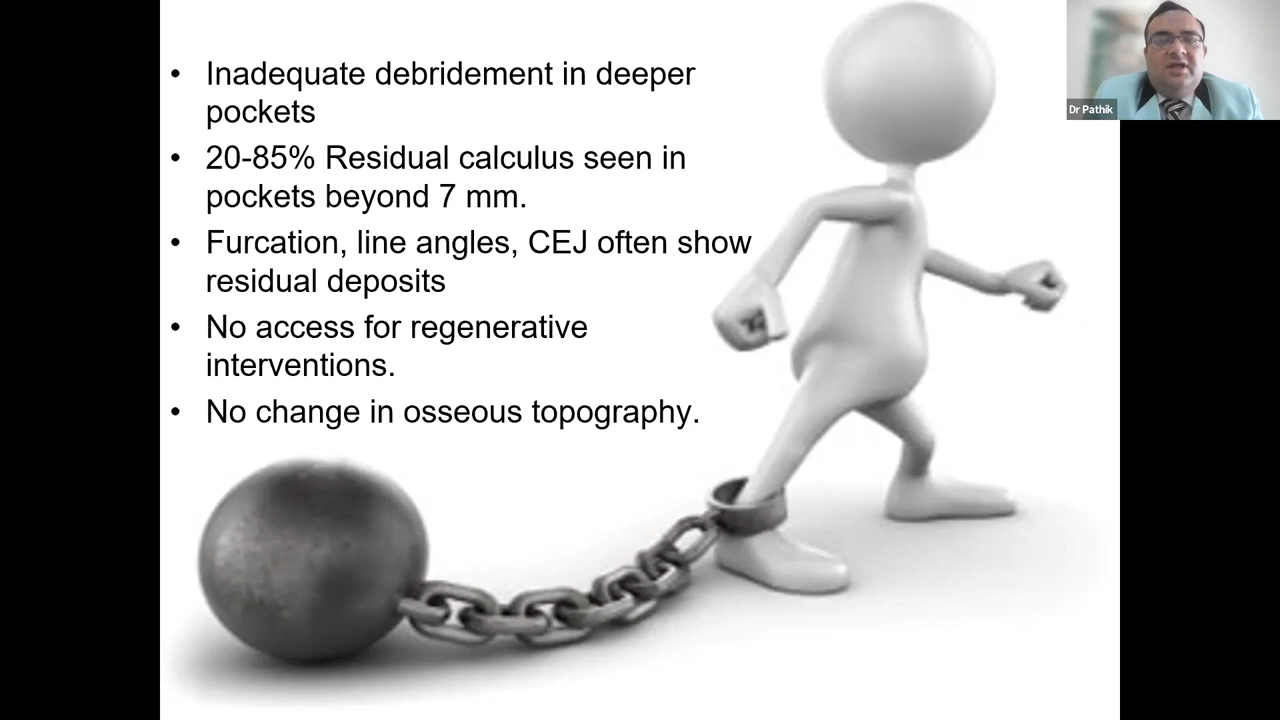 • Inadequate debridement in deeper
pockets
• 20-85% Residual calculus seen in
pockets beyond 7 mm.
• Furcation, line angles, CEJ often show
residual deposits
• No access for regenerative
interventions.
• No change in osseous topography.
Dr Pathik